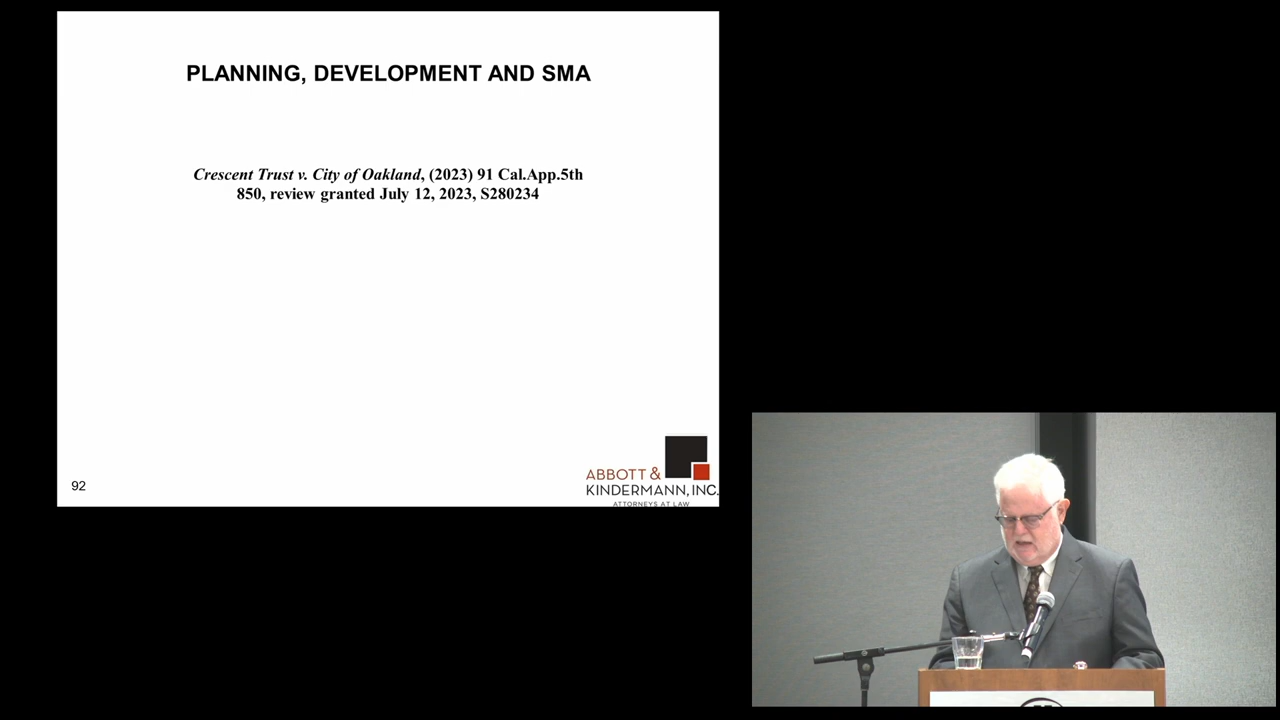 PLANNING, DEVELOPMENT AND SMA
Crescent Trust v. City of Oakland, (2023) 91 Cal.App.5th
850, review granted July 12, 2023, S280234
92
ABBOTT &
KINDERMANN, INC.
ATTORNEYS AT LAW